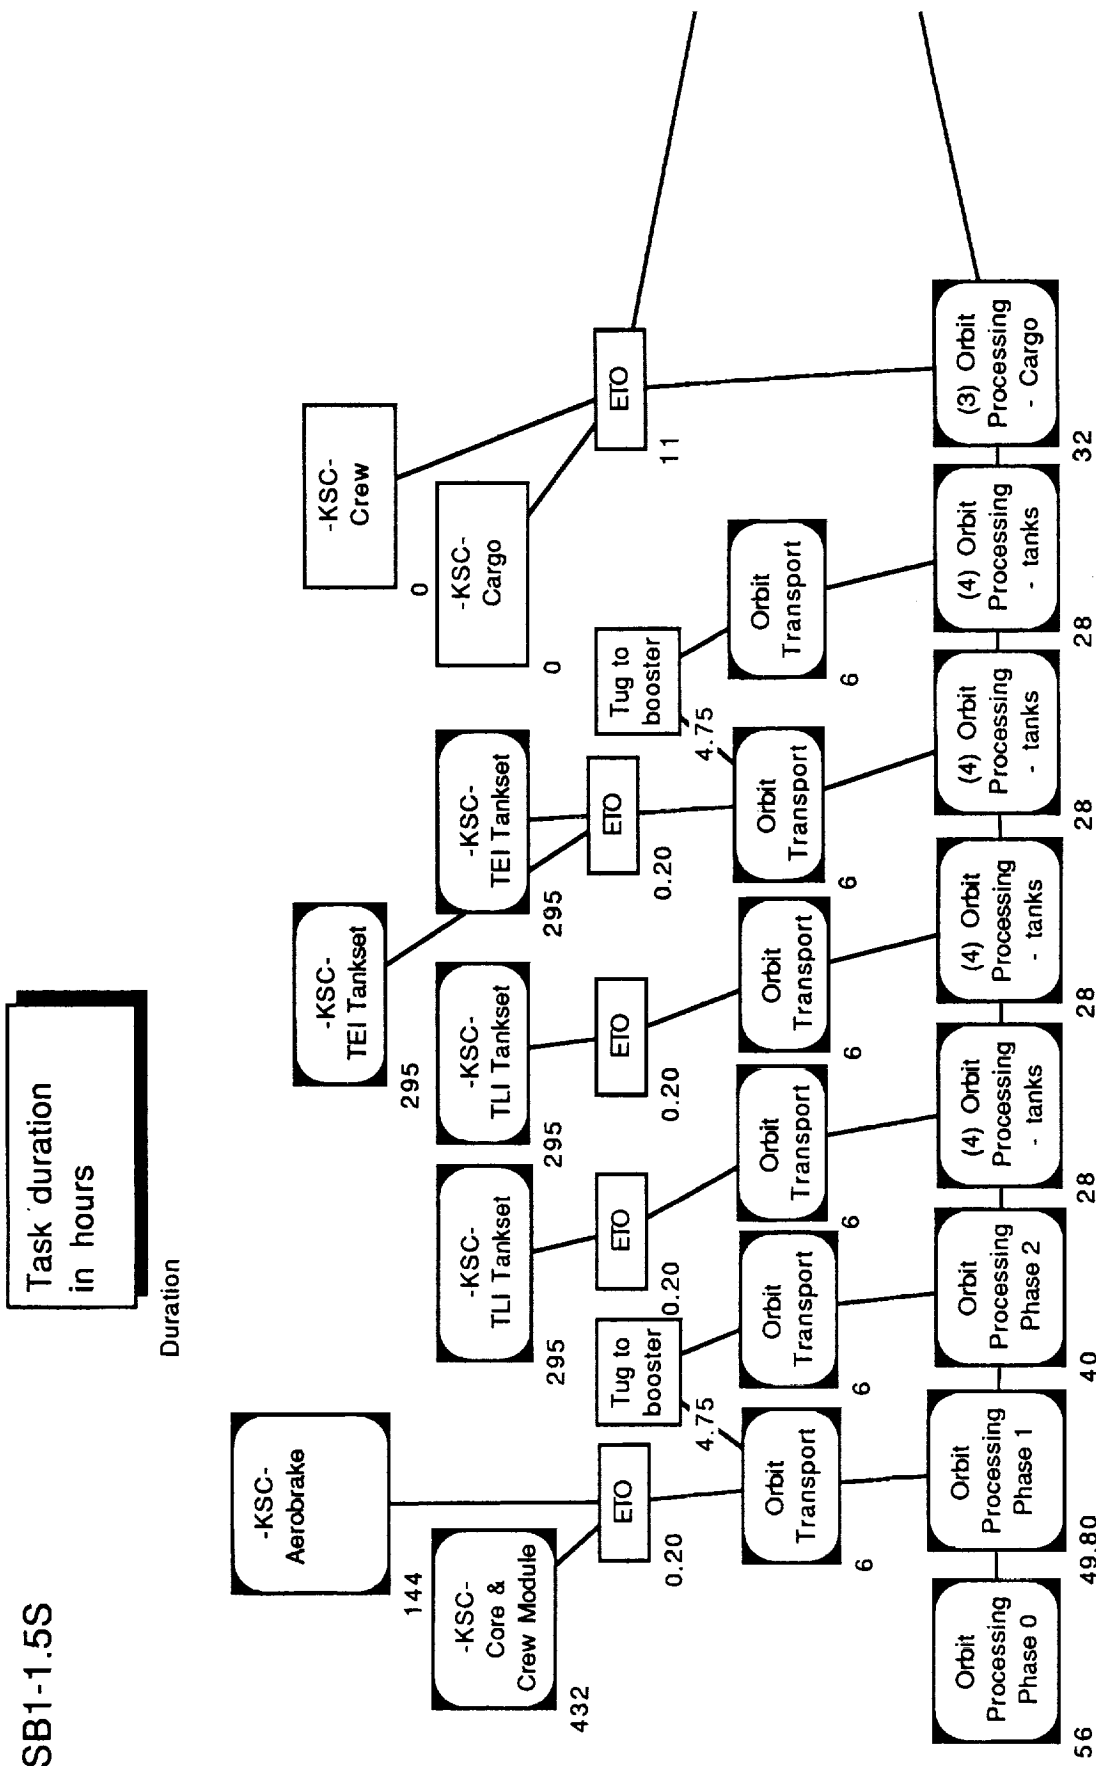 SB1-1.5S
Task duration
in hours
Duration
-KSC-
Aerobrake
144
-KSC-
Core &
Crew Module
432
ETO
0.20
Tug to
booster
4.75
Orbit
Transport
6
Orbit
Transport
6
-KSC-
TLI Tankset
295
ETO
0.20
Orbit
Transport
6
-KSC-
TLI Tankset
295
ETO
0.20
Orbit
Transport
6
-KSC-
TEI Tankset
295
-KSC-
TEI Tankset
295
ETO
0.20
Tug to
booster
4.75
Orbit
Transport
6
Orbit
Transport
6
-KSC-
Crew
0
-KSC-
Cargo
0
ETO
11
Orbit
Processing
Phase 0
56
Orbit
Processing
Phase 1
49.80
Orbit
Processing
Phase 2
40
(4) Orbit
Processing
- tanks
28
(4) Orbit
Processing
- tanks
28
(4) Orbit
Processing
- tanks
28
(4) Orbit
Processing
- tanks
28
(3) Orbit
Processing
- Cargo
32